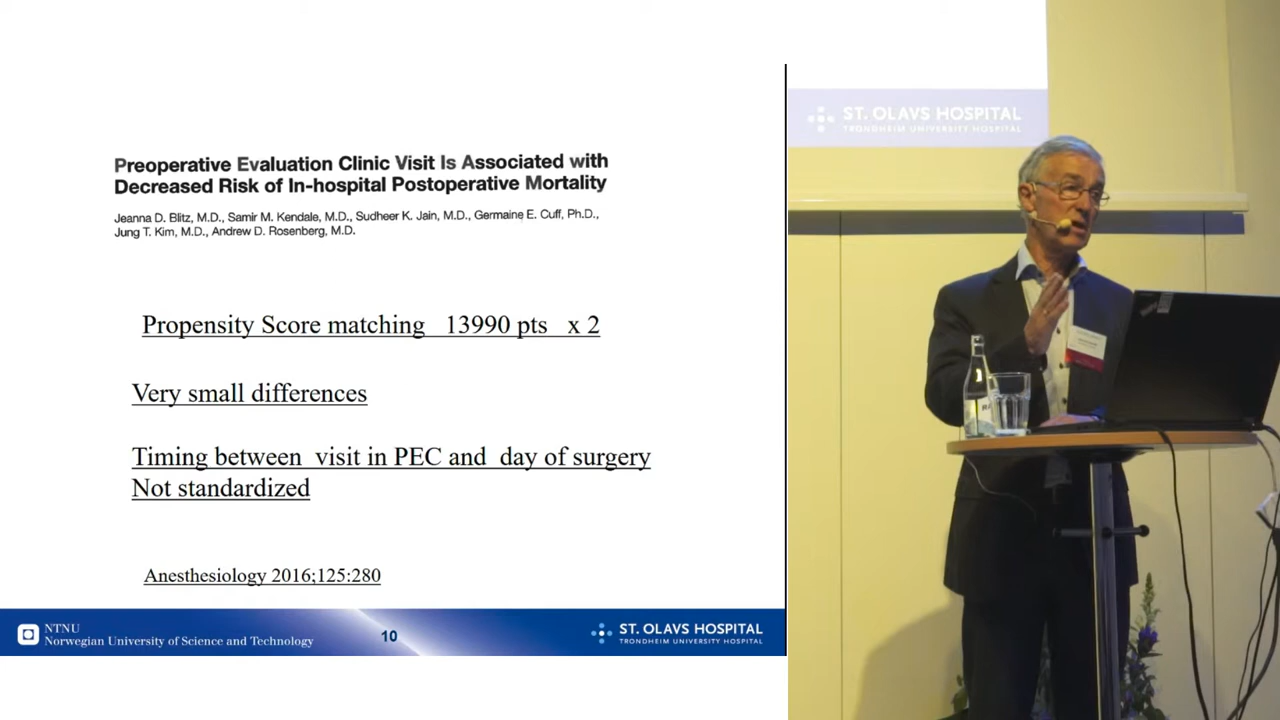 Preoperative Evaluation Clinic Visit Is Associated with
Decreased Risk of In-hospital Postoperative Mortality
Jeanna D. Blitz, M.D., Samir M. Kendale, M.D., Sudheer K. Jain, M.D., Germaine E. Cuff, Ph.D.,
Jung T. Kim, M.D., Andrew D. Rosenberg, M.D.
Propensity Score matching 13990 pts x 2
Very small differences
Timing between visit in PEC and day of surgery
Not standardized
Anesthesiology 2016;125:280
NTNU
Norwegian University of Science and Technology
10
ST. OLAVS HOSPITAL
TRONDHEIM UNIVERSITY HOSPITAL
ST. OLAVS HOSPITAL
TRONDHEIM UNIVERSITY HOSPITAL